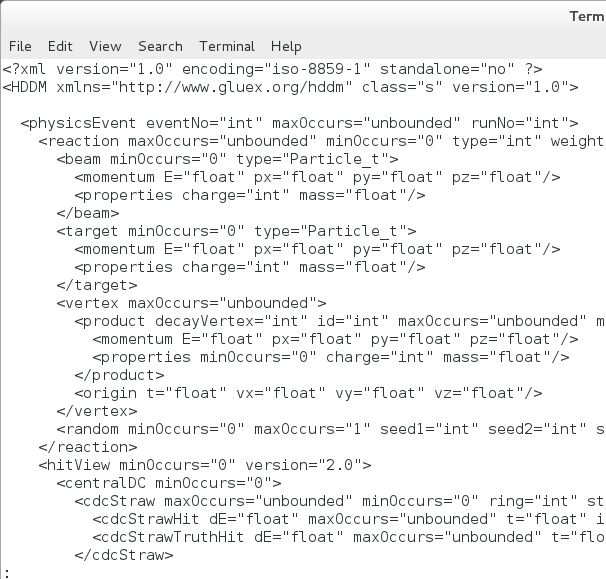 Term
File Edit View Search Terminal Help
<?xml version="1.0" encoding="iso-8859-1" standalone="no" ?>
<HDDM xmlns="http://www.gluex.org/hddm" class="s" version="1.0">
<physicsEvent eventNo="int" maxOccurs="unbounded" runNo="int">
<reaction maxOccurs="unbounded" minOccurs="0" type="int" weight
<beam minOccurs="0" type="Particle_t">
<momentum E="float" px="float" py="float" pz="float"/>
<properties charge="int" mass="float"/>
</beam>
<target minOccurs="0" type="Particle_t">
<momentum E="float" px="float" py="float" pz="float"/>
<properties charge="int" mass="float"/>
</target>
<vertex maxOccurs="unbounded">
<product decayVertex="int" id="int" maxOccurs="unbounded" m
<momentum E="float" px="float" py="float" pz="float"/>
<properties minOccurs="0" charge="int" mass="float"/>
</product>
<origin t="float" vx="float" vy="float" vz="float"/>
</vertex>
<random minOccurs="0" maxOccurs="1" seed1="int" seed2="int" s
</reaction>
<hitView minOccurs="0" version="2.0">
<centralDC minOccurs="0">
<cdcStraw maxOccurs="unbounded" minOccurs="0" ring="int" st
<cdcStrawHit dE="float" maxOccurs="unbounded" t="float" i
<cdcStrawTruthHit dE="float" maxOccurs="unbounded" t="flo
</cdcStraw>
: